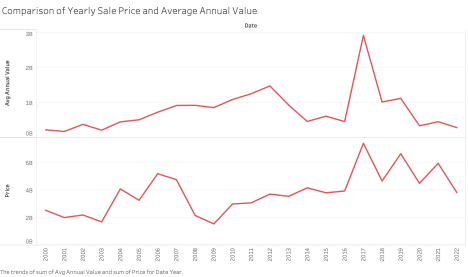 Comparison of Yearly Sale Price and Average Annual Value
Date
3B
2B
1B
0B
Avg Annual Value
6B
4B
2B
0B
Price
2000 2001 2002 2003 2004 2005 2006 2007 2008 2009 2010 2011 2012 2013 2014 2015 2016 2017 2018 2019 2020 2021 2022
The trends of sum of Avg Annual Value and sum of Price for Date Year.